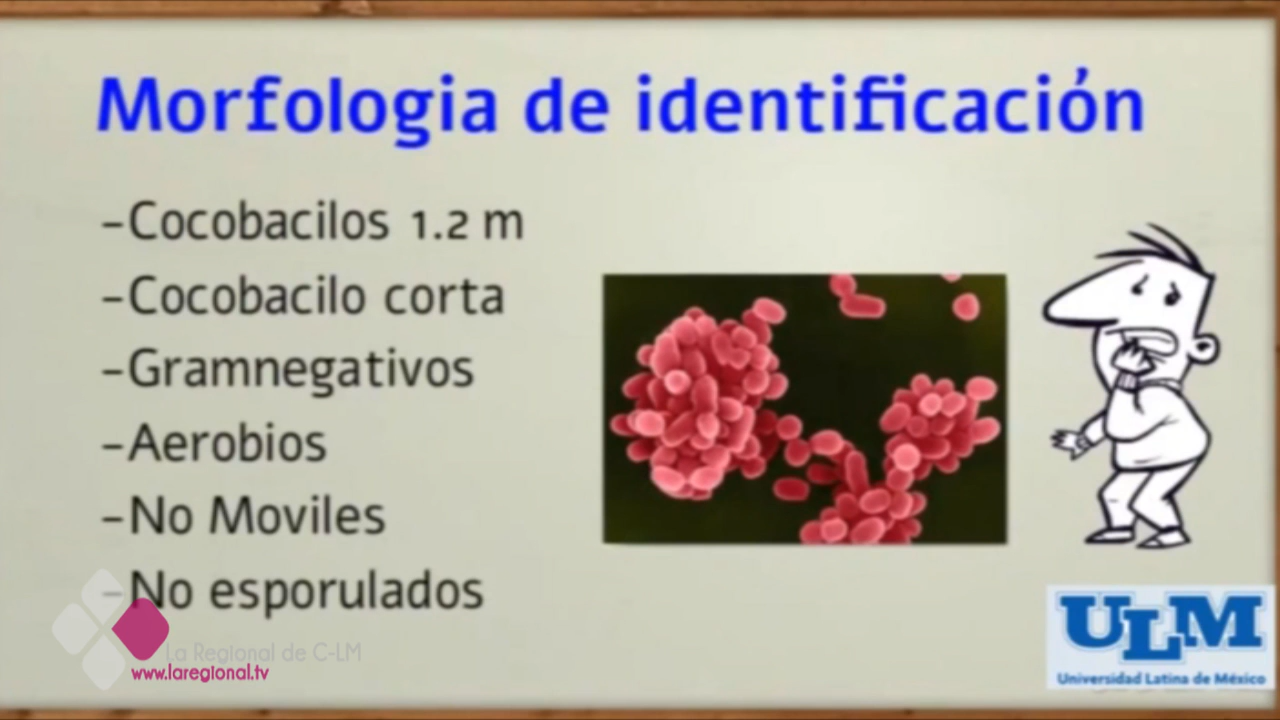 Morfologia de identificación
-Cocobacilos 1.2 m
-Cocobacilo corta
-Gramnegativos
-Aerobios
-No Moviles
-No esporulados
La Regional de C-LM
www.laregional.tv
ULM
Universidad Latina de México